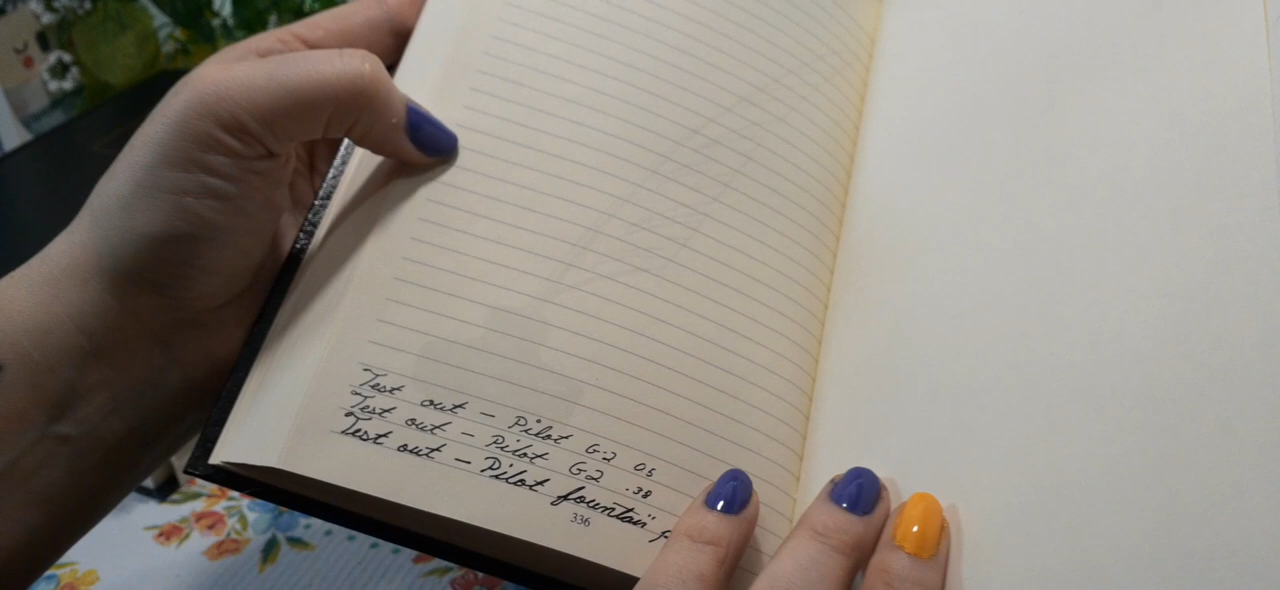 Test out - Pilot G-2 05
Test out - Pilot G-2 .38
Test out - Pilot fountain
336